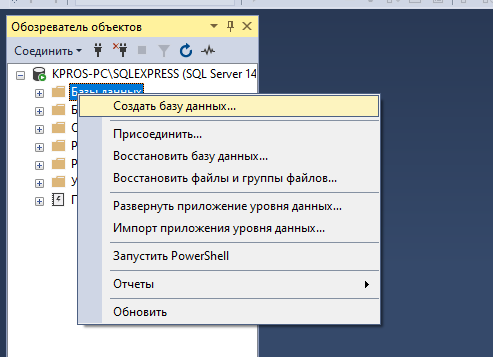 Обозреватель объектов
Соединить
KPROS-PC\SQLEXPRESS (SQL Server 14
Базы данных
Создать базу данных...
Присоединить...
Восстановить базу данных...
Восстановить файлы и группы файлов...
Развернуть приложение уровня данных...
Импорт приложения уровня данных...
Запустить PowerShell
Отчеты
Обновить